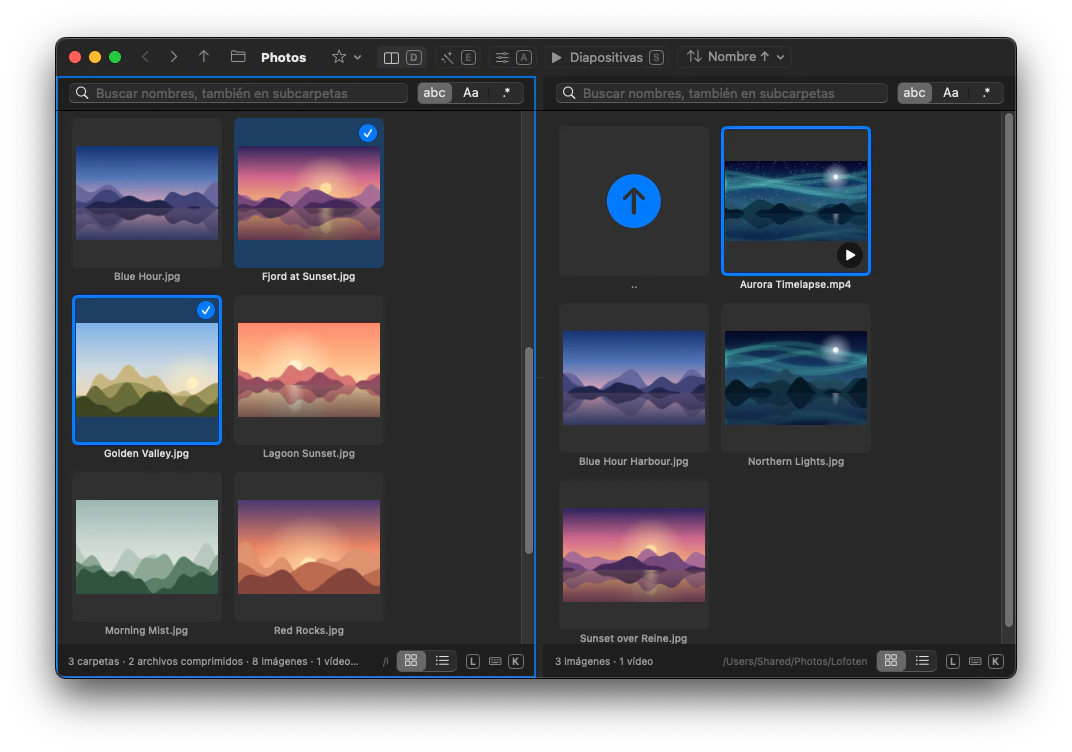 Photos
D
E
A
Diapositivas S
Nombre
Buscar nombres, también en subcarpetas
abc Aa .*
Buscar nombres, también en subcarpetas
abc Aa .*
Blue Hour.jpg
Fjord at Sunset.jpg
Golden Valley.jpg
Lagoon Sunset.jpg
Morning Mist.jpg
Red Rocks.jpg
3 carpetas · 2 archivos comprimidos · 8 imágenes · 1 vídeo…
L K
..
Aurora Timelapse.mp4
Blue Hour Harbour.jpg
Northern Lights.jpg
Sunset over Reine.jpg
3 imágenes · 1 vídeo
/Users/Shared/Photos/Lofoten
L K